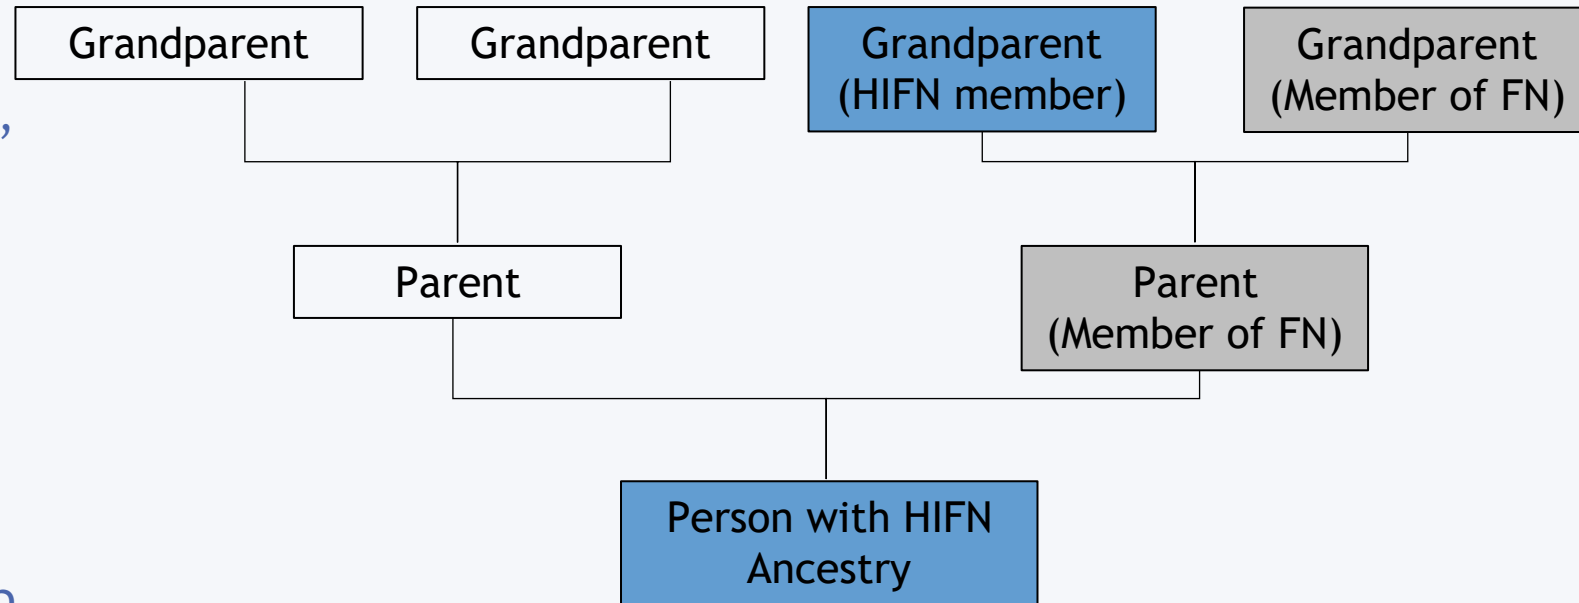 Grandparent
Grandparent
Grandparent
(HIFN member)
Grandparent
(Member of FN)
Parent
Parent
(Member of FN)
Person with HIFN
Ancestry